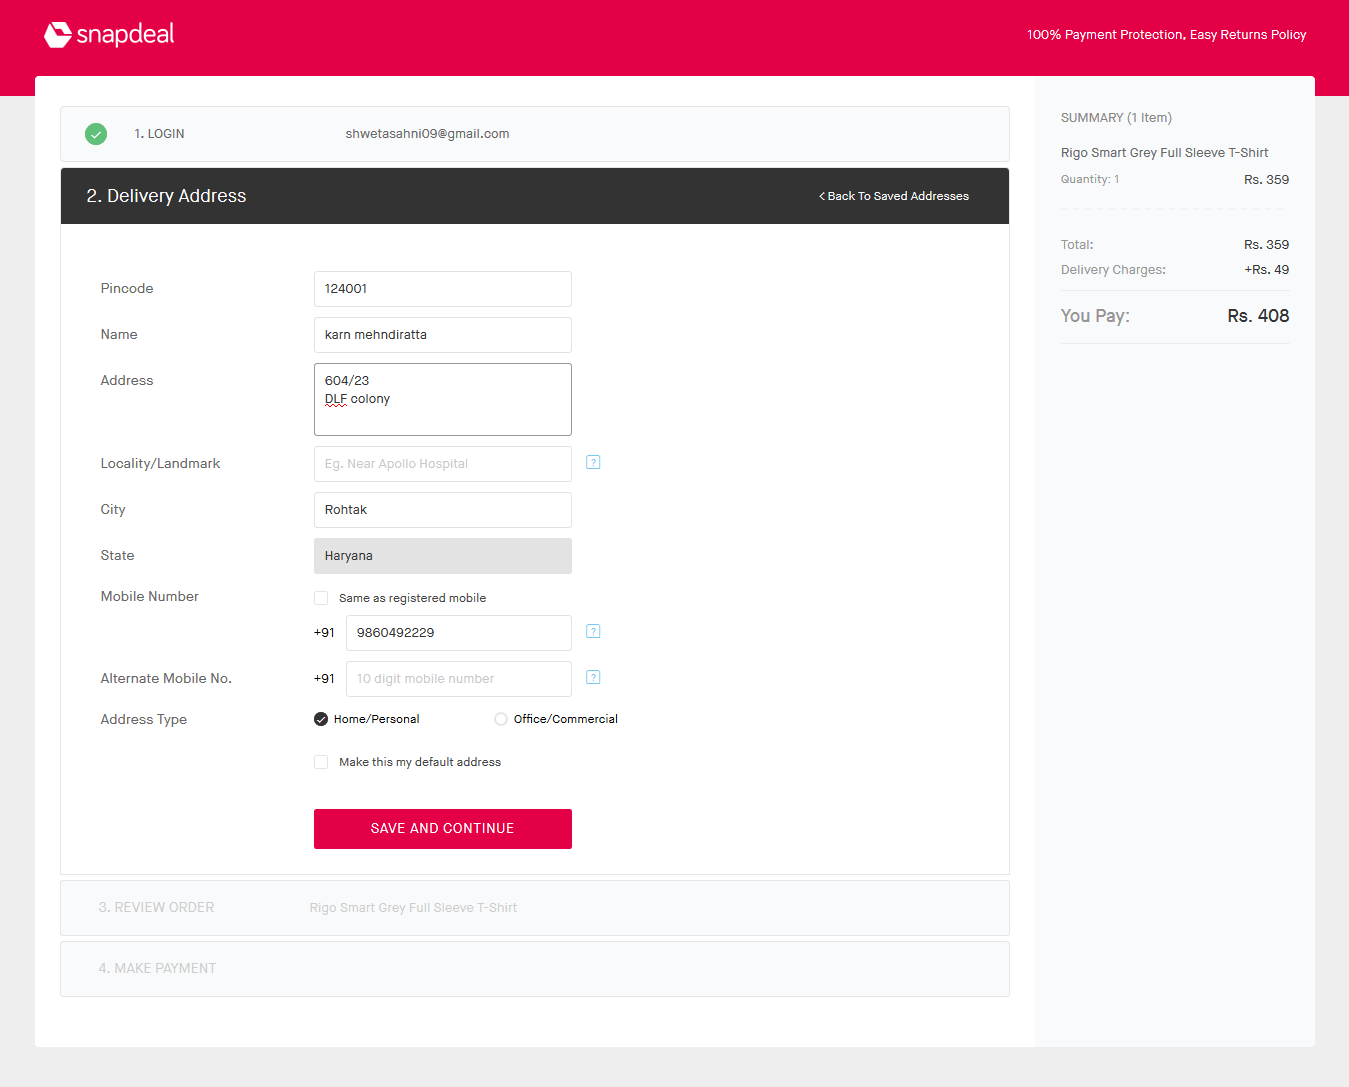 snapdeal
100% Payment Protection, Easy Returns Policy
1. LOGIN
shwetasahni09@gmail.com
2. Delivery Address
< Back To Saved Addresses
Pincode
124001
Name
karn mehndiratta
Address
604/23
DLF colony
Locality/Landmark
Eg. Near Apollo Hospital
?
City
Rohtak
State
Haryana
Mobile Number
Same as registered mobile
+91
9860492229
?
Alternate Mobile No.
+91
10 digit mobile number
?
Address Type
Home/Personal
Office/Commercial
Make this my default address
SAVE AND CONTINUE
3. REVIEW ORDER
Rigo Smart Grey Full Sleeve T-Shirt
4. MAKE PAYMENT
SUMMARY (1 Item)
Rigo Smart Grey Full Sleeve T-Shirt
Quantity: 1
Rs. 359
Total:
Rs. 359
Delivery Charges:
+Rs. 49
You Pay:
Rs. 408